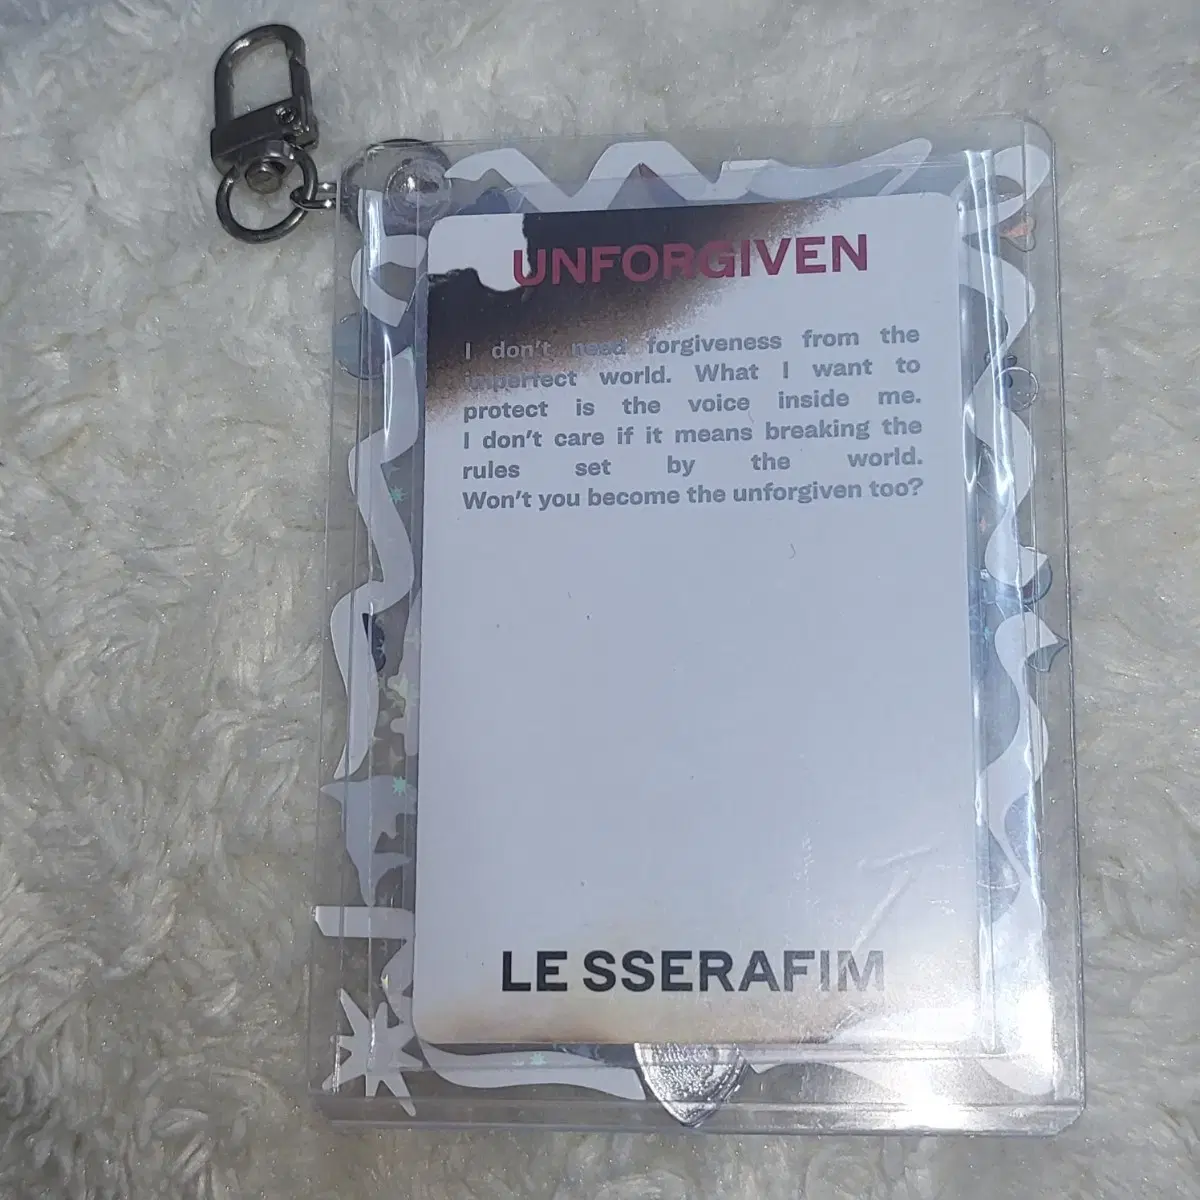 UNFORGIVEN
I don't need forgiveness from the
imperfect world. What I want to
protect is the voice inside me.
I don't care if it means breaking the
rules set by the world.
Won't you become the unforgiven too?
LE SSERAFIM